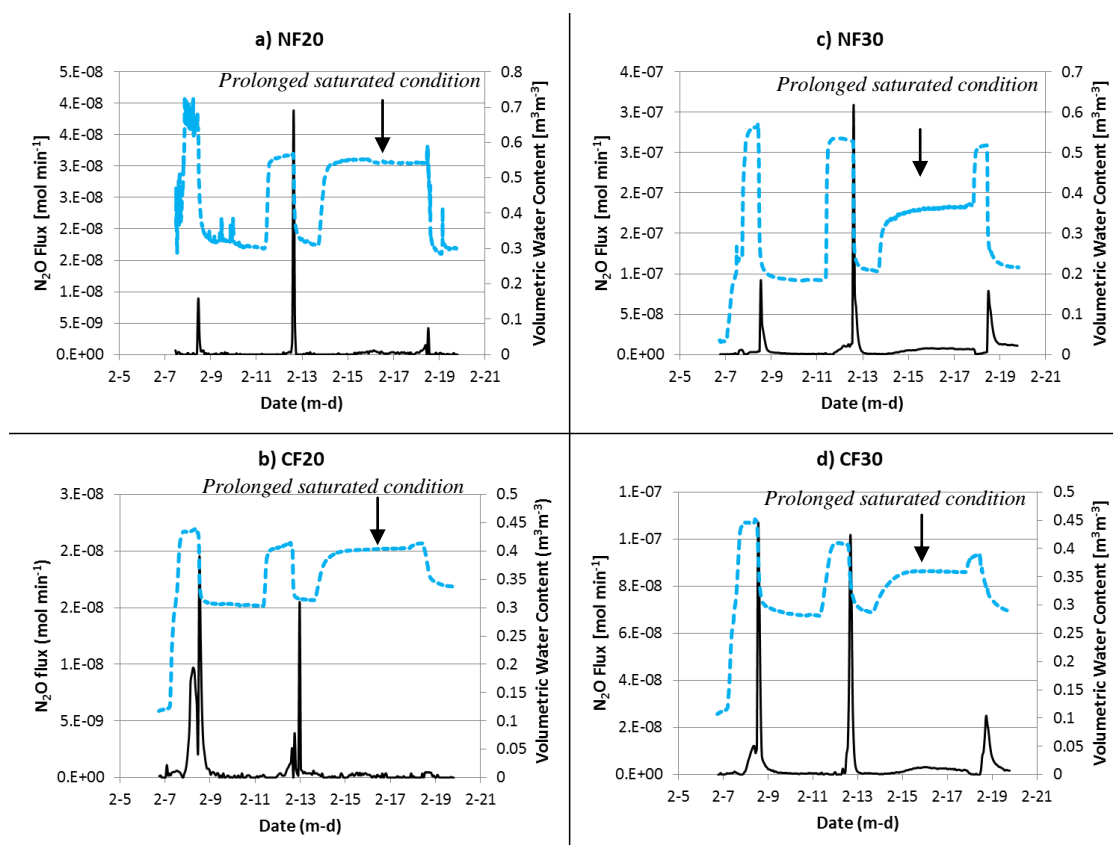 a) NF20
Prolonged saturated condition
N₂O Flux [mol min⁻¹]
5.E-08
4.E-08
4.E-08
3.E-08
3.E-08
2.E-08
2.E-08
1.E-08
5.E-09
0.E+00
0.8
0.7
0.6
0.5
0.4
0.3
0.2
0.1
0
Volumetric Water Content [m³m⁻³]
2-5 2-7 2-9 2-11 2-13 2-15 2-17 2-19 2-21
Date (m-d)
c) NF30
Prolonged saturated condition
N₂O Flux [mol min⁻¹]
4.E-07
3.E-07
3.E-07
2.E-07
2.E-07
1.E-07
5.E-08
0.E+00
0.7
0.6
0.5
0.4
0.3
0.2
0.1
0
Volumetric Water Content [m³m⁻³]
2-5 2-7 2-9 2-11 2-13 2-15 2-17 2-19 2-21
Date (m-d)
b) CF20
Prolonged saturated condition
N₂O flux (mol min⁻¹)
3.E-08
2.E-08
2.E-08
1.E-08
5.E-09
0.E+00
0.5
0.45
0.4
0.35
0.3
0.25
0.2
0.15
0.1
0.05
0
Volumetric Water Content (m³m⁻³)
2-5 2-7 2-9 2-11 2-13 2-15 2-17 2-19 2-21
Date (m-d)
d) CF30
Prolonged saturated condition
N₂O Flux [mol min⁻¹]
1.E-07
1.E-07
8.E-08
6.E-08
4.E-08
2.E-08
0.E+00
0.5
0.45
0.4
0.35
0.3
0.25
0.2
0.15
0.1
0.05
0
Volumetric Water Content [m³m⁻³]
2-5 2-7 2-9 2-11 2-13 2-15 2-17 2-19 2-21
Date (m-d)